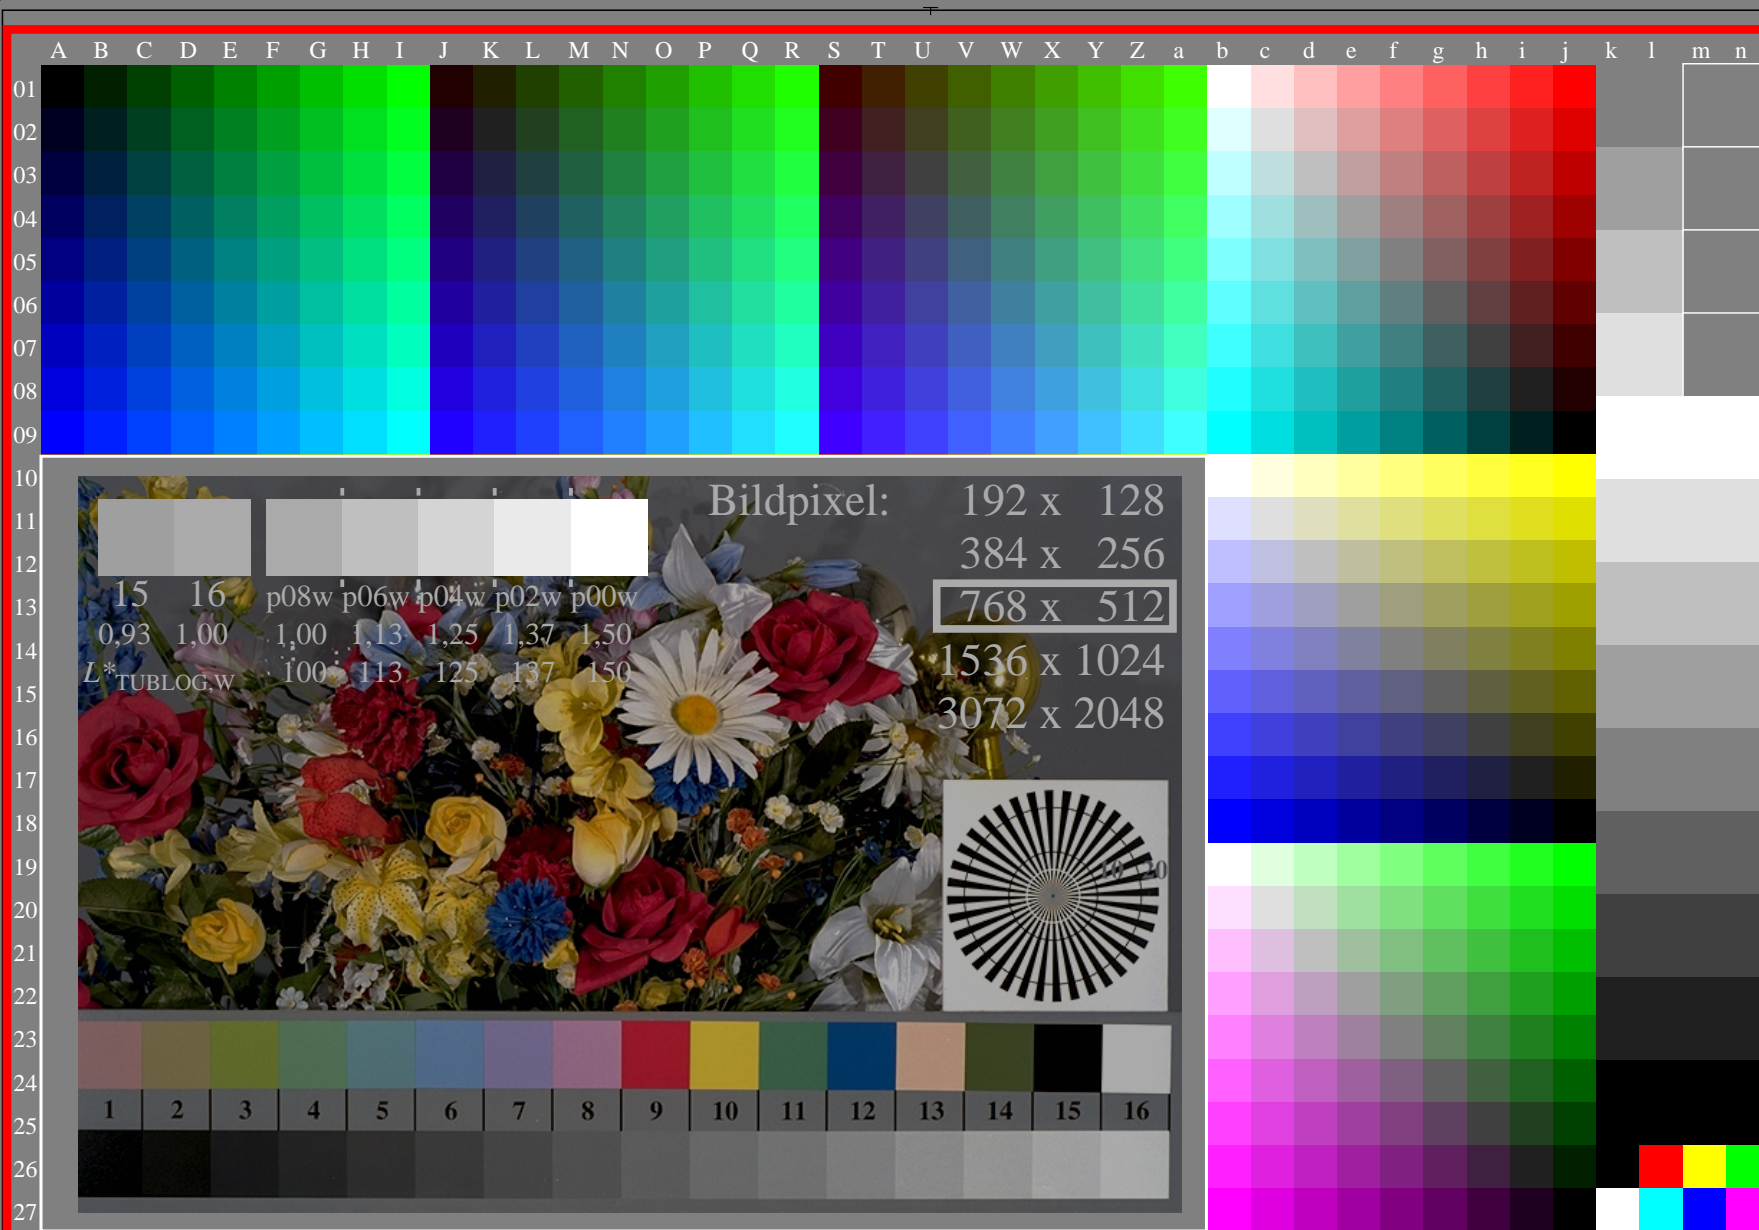 A B C D E F G H I J K L M N O P Q R S T U V W X Y Z a b c d e f g h i j k l m n
01
02
03
04
05
06
07
08
09
10
11
12
13
14
15
16
17
18
19
20
21
22
23
24
25
26
27
Bildpixel: 192 x 128
384 x 256
768 x 512
1536 x 1024
3072 x 2048
15 16 p08w p06w p04w p02w p00w
0,93 1,00 1,00 1,13 1,25 1,37 1,50
L*TUBLOG,W 100 113 125 137 150
10 20
1 2 3 4 5 6 7 8 9 10 11 12 13 14 15 16